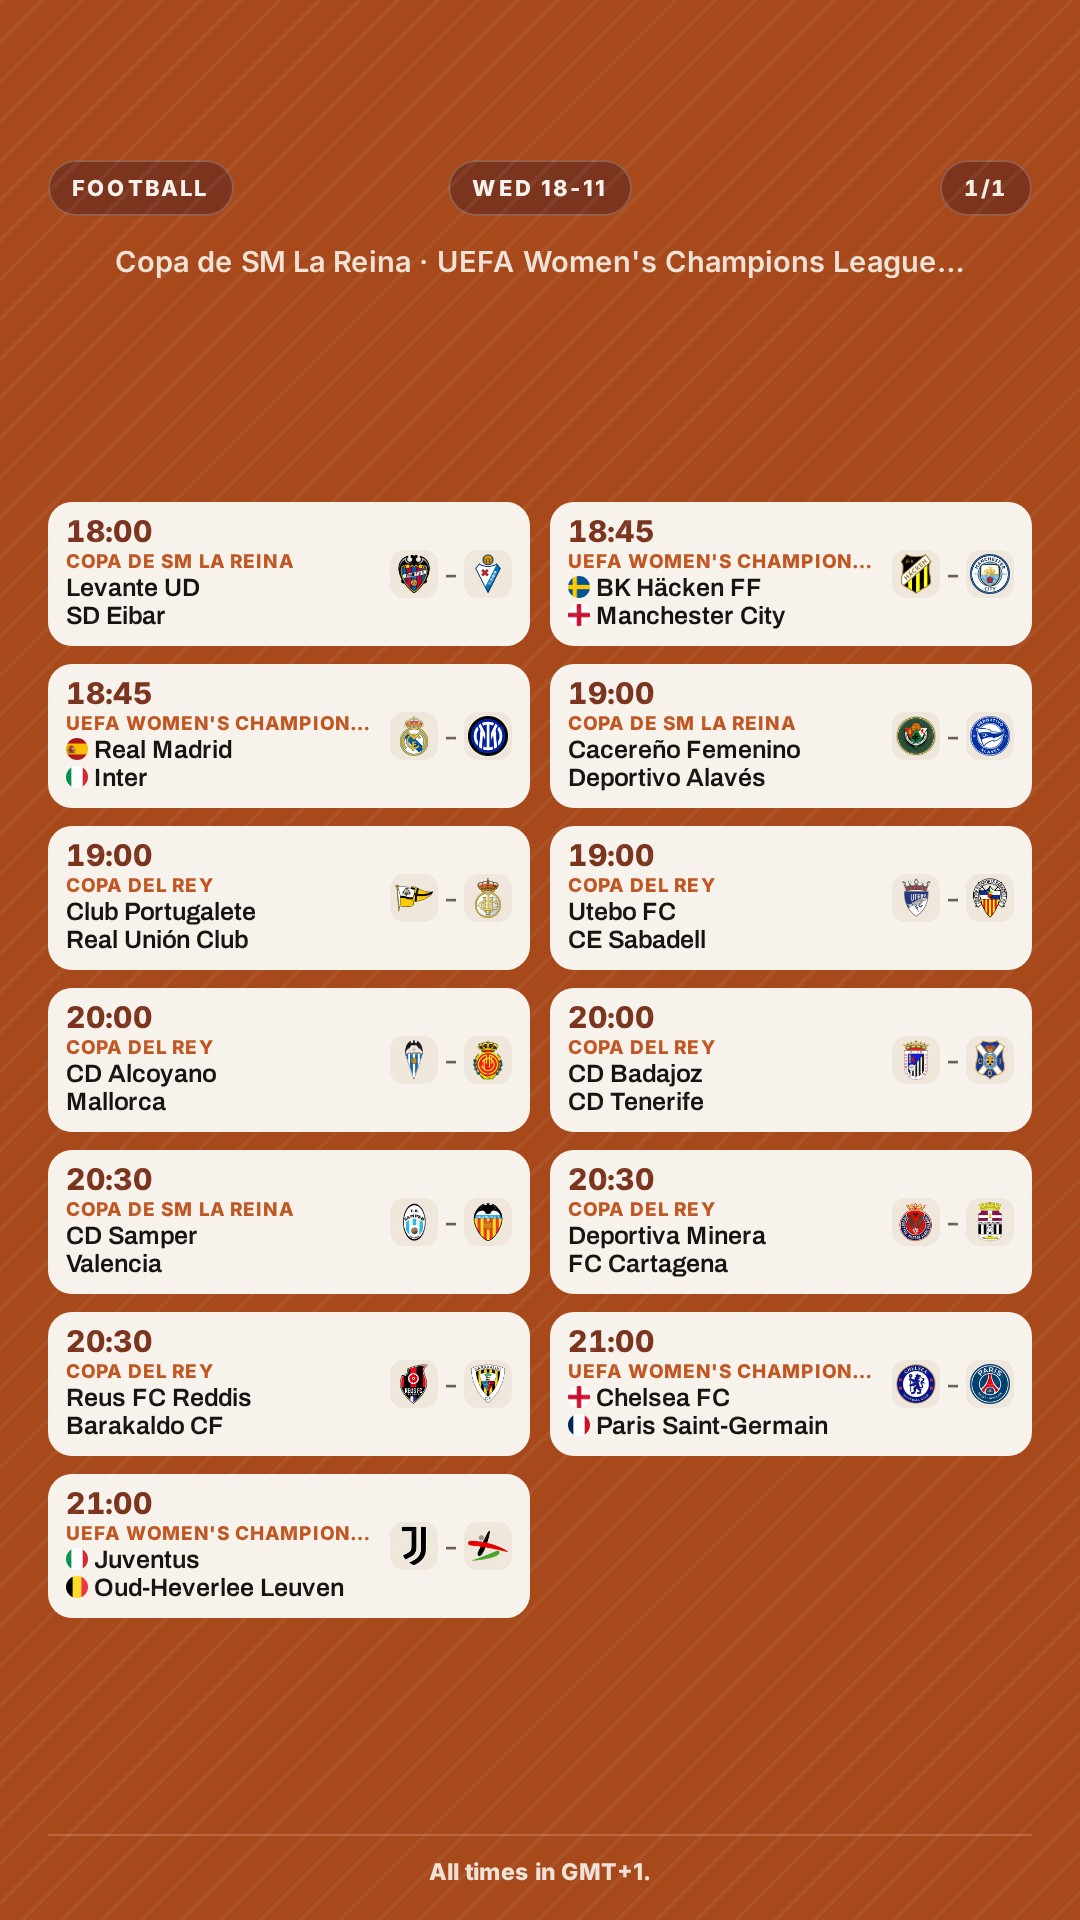 FOOTBALL
WED 18-11
1/1
Copa de SM La Reina · UEFA Women's Champions League...
18:00
COPA DE SM LA REINA
Levante UD
SD Eibar
18:45
UEFA WOMEN'S CHAMPION...
BK Häcken FF
Manchester City
18:45
UEFA WOMEN'S CHAMPION...
Real Madrid
Inter
19:00
COPA DE SM LA REINA
Cacereño Femenino
Deportivo Alavés
19:00
COPA DEL REY
Club Portugalete
Real Unión Club
19:00
COPA DEL REY
Utebo FC
CE Sabadell
20:00
COPA DEL REY
CD Alcoyano
Mallorca
20:00
COPA DEL REY
CD Badajoz
CD Tenerife
20:30
COPA DE SM LA REINA
CD Samper
Valencia
20:30
COPA DEL REY
Deportiva Minera
FC Cartagena
20:30
COPA DEL REY
Reus FC Reddis
Barakaldo CF
21:00
UEFA WOMEN'S CHAMPION...
Chelsea FC
Paris Saint-Germain
21:00
UEFA WOMEN'S CHAMPION...
Juventus
Oud-Heverlee Leuven
All times in GMT+1.